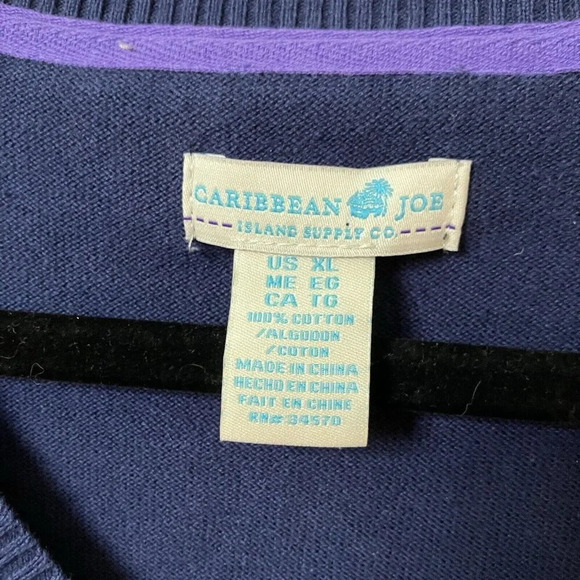 CARIBBEAN JOE
ISLAND SUPPLY CO.
US XL
ME EG
CA TG
100% COTTON
/ALGODON
/COTON
MADE IN CHINA
HECHO EN CHINA
FAIT EN CHINE
RN# 34570